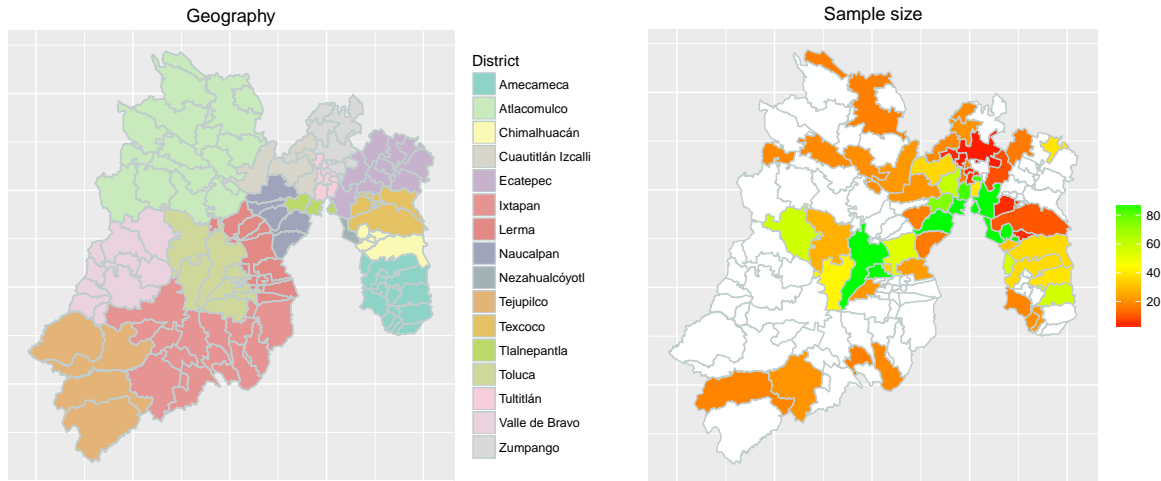 Geography
District
Amecameca
Atlacomulco
Chimalhuacán
Cuautitlán Izcalli
Ecatepec
Ixtapan
Lerma
Naucalpan
Nezahualcóyotl
Tejupilco
Texcoco
Tlalnepantla
Toluca
Tultitlán
Valle de Bravo
Zumpango
Sample size
80
60
40
20